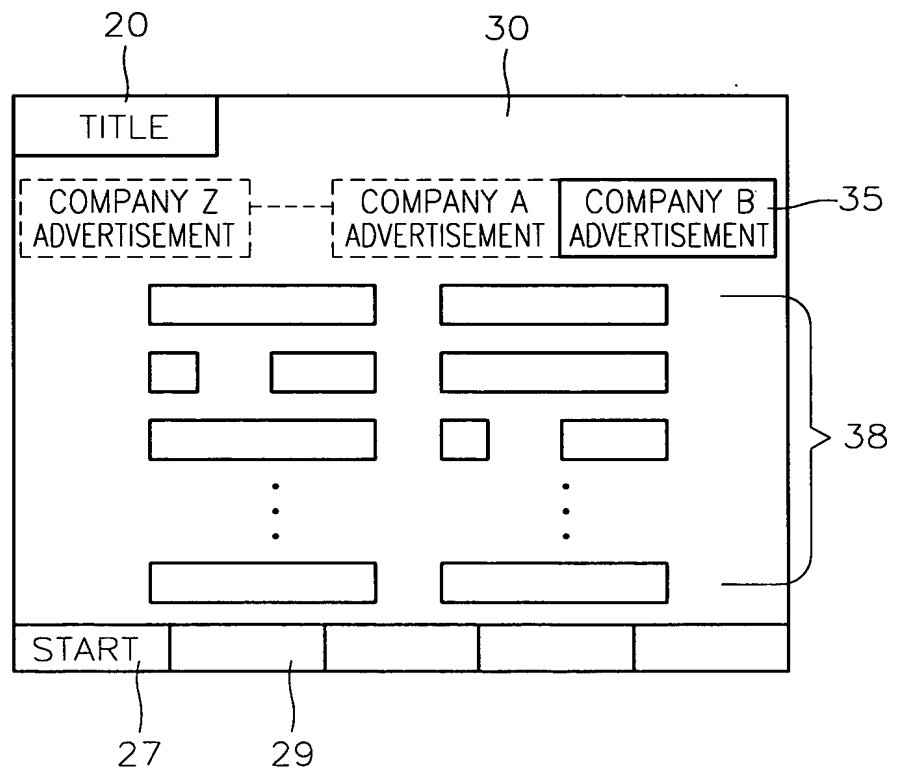 20
30
TITLE
COMPANY Z
ADVERTISEMENT
COMPANY A
ADVERTISEMENT
COMPANY B
ADVERTISEMENT
35
38
START
27
29